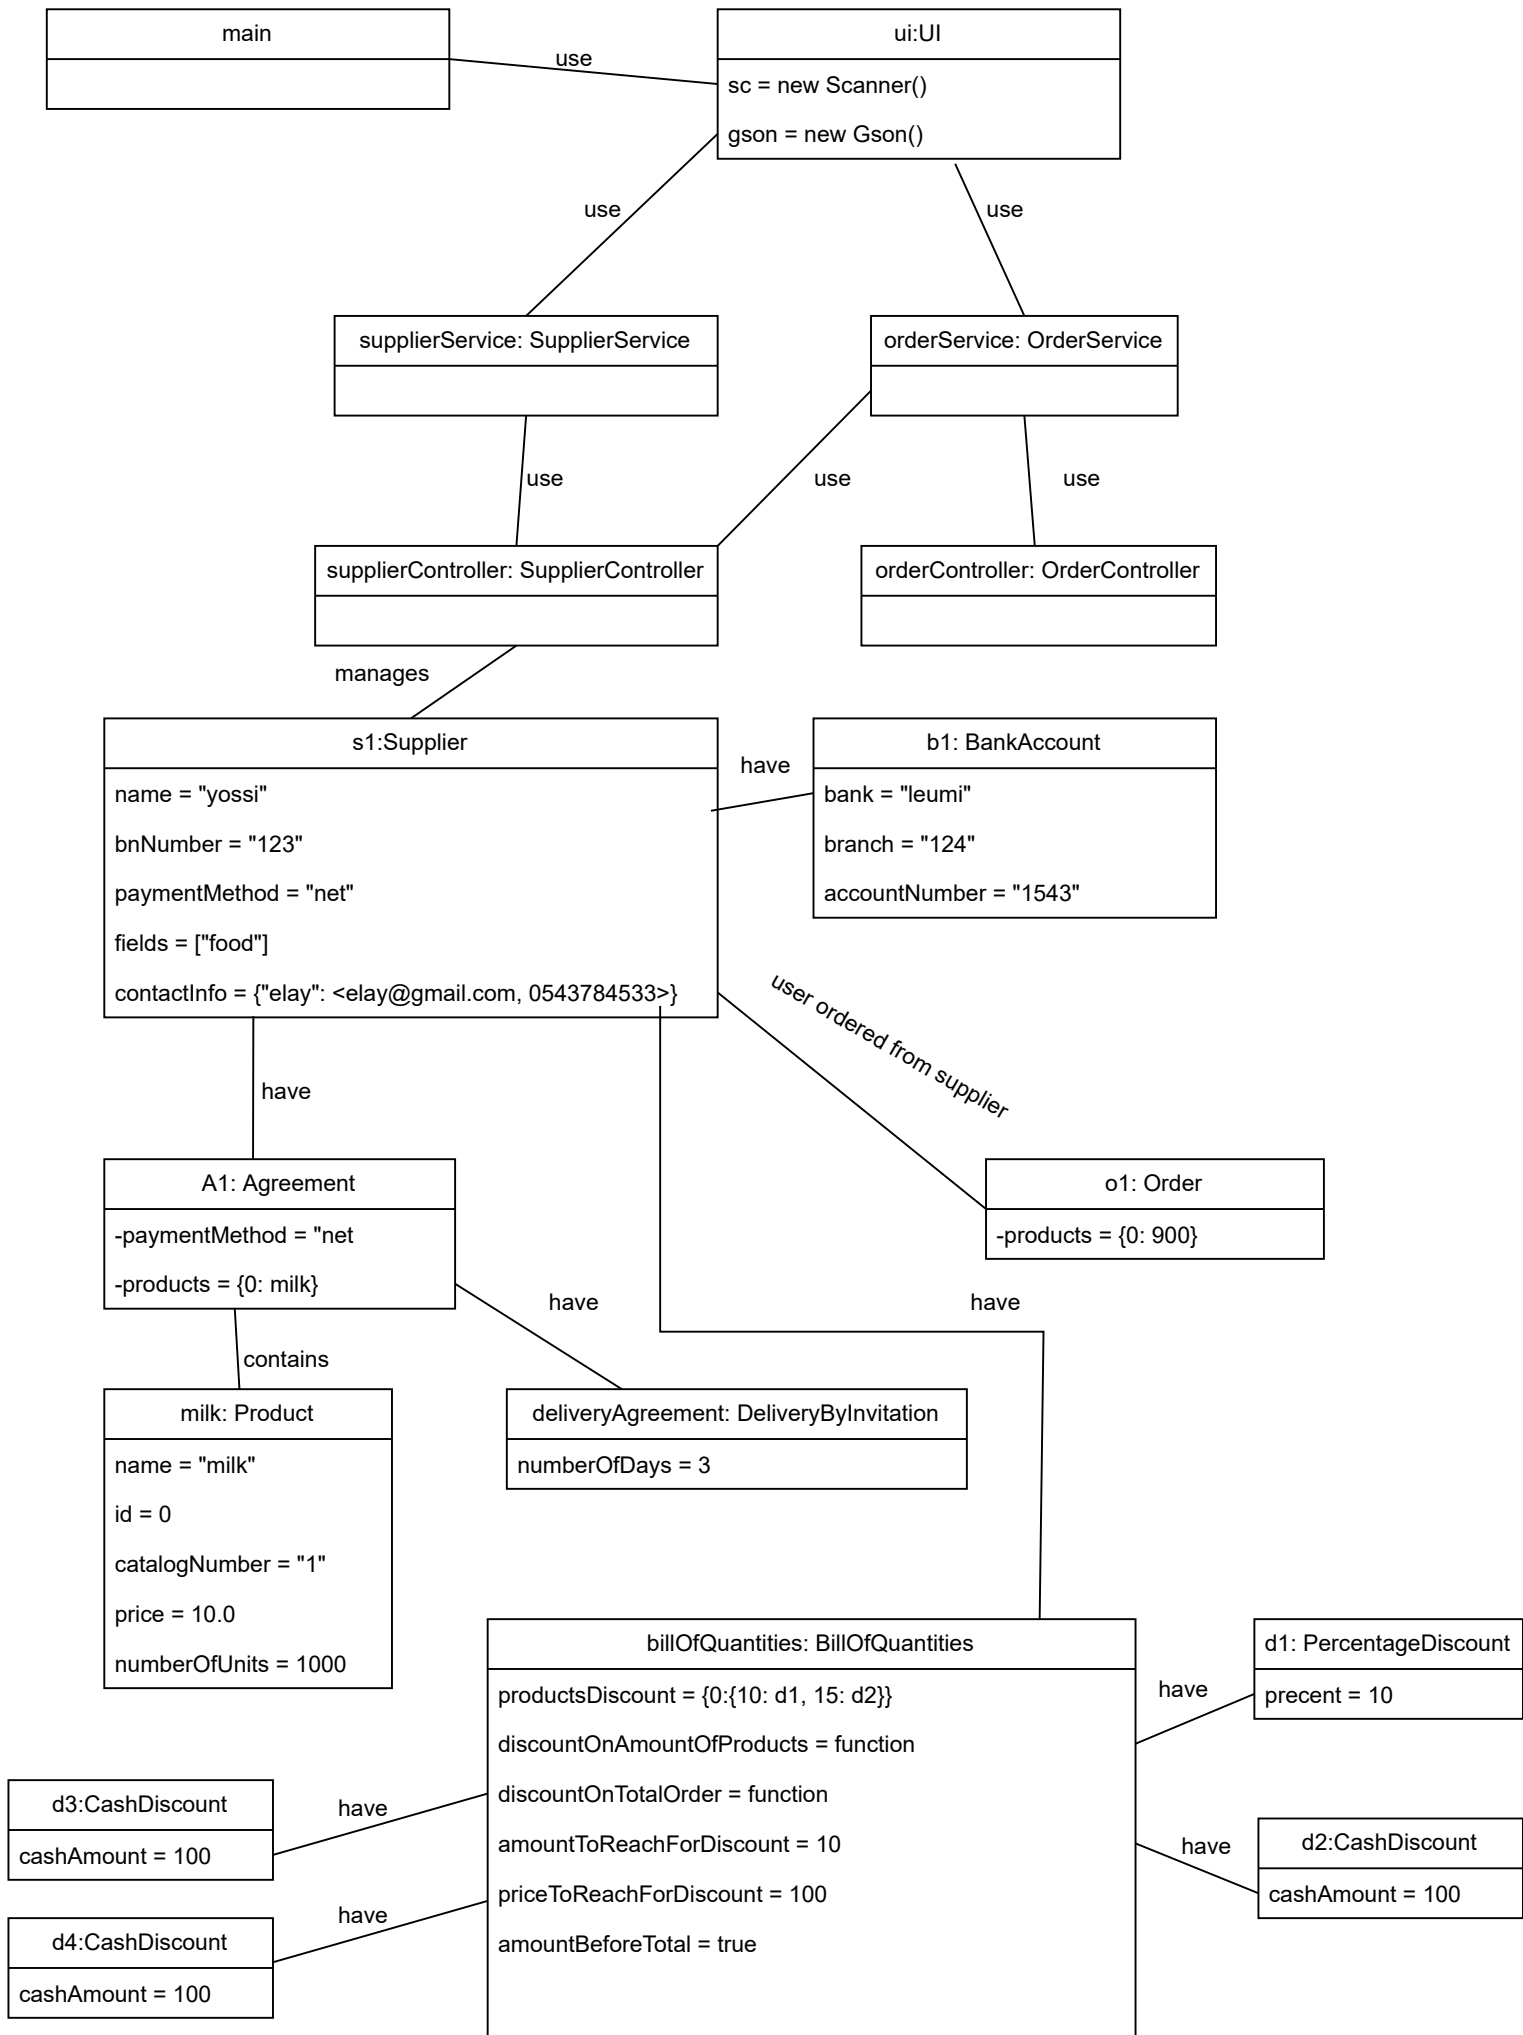 main
ui:UI
use
sc = new Scanner()
gson = new Gson()
use
use
supplierService: SupplierService
orderService: OrderService
use
use
use
supplierController: SupplierController
orderController: OrderController
manages
s1:Supplier
name = "yossi"
bnNumber = "123"
paymentMethod = "net"
fields = ["food"]
contactInfo = {"elay": <elay@gmail.com, 0543784533>}
have
b1: BankAccount
bank = "leumi"
branch = "124"
accountNumber = "1543"
user ordered from supplier
have
A1: Agreement
-paymentMethod = "net
-products = {0: milk}
o1: Order
-products = {0: 900}
have
have
contains
milk: Product
name = "milk"
id = 0
catalogNumber = "1"
price = 10.0
numberOfUnits = 1000
deliveryAgreement: DeliveryByInvitation
numberOfDays = 3
billOfQuantities: BillOfQuantities
productsDiscount = {0:{10: d1, 15: d2}}
discountOnAmountOfProducts = function
discountOnTotalOrder = function
amountToReachForDiscount = 10
priceToReachForDiscount = 100
amountBeforeTotal = true
have
d1: PercentageDiscount
precent = 10
have
d2:CashDiscount
cashAmount = 100
d3:CashDiscount
cashAmount = 100
have
d4:CashDiscount
cashAmount = 100
have